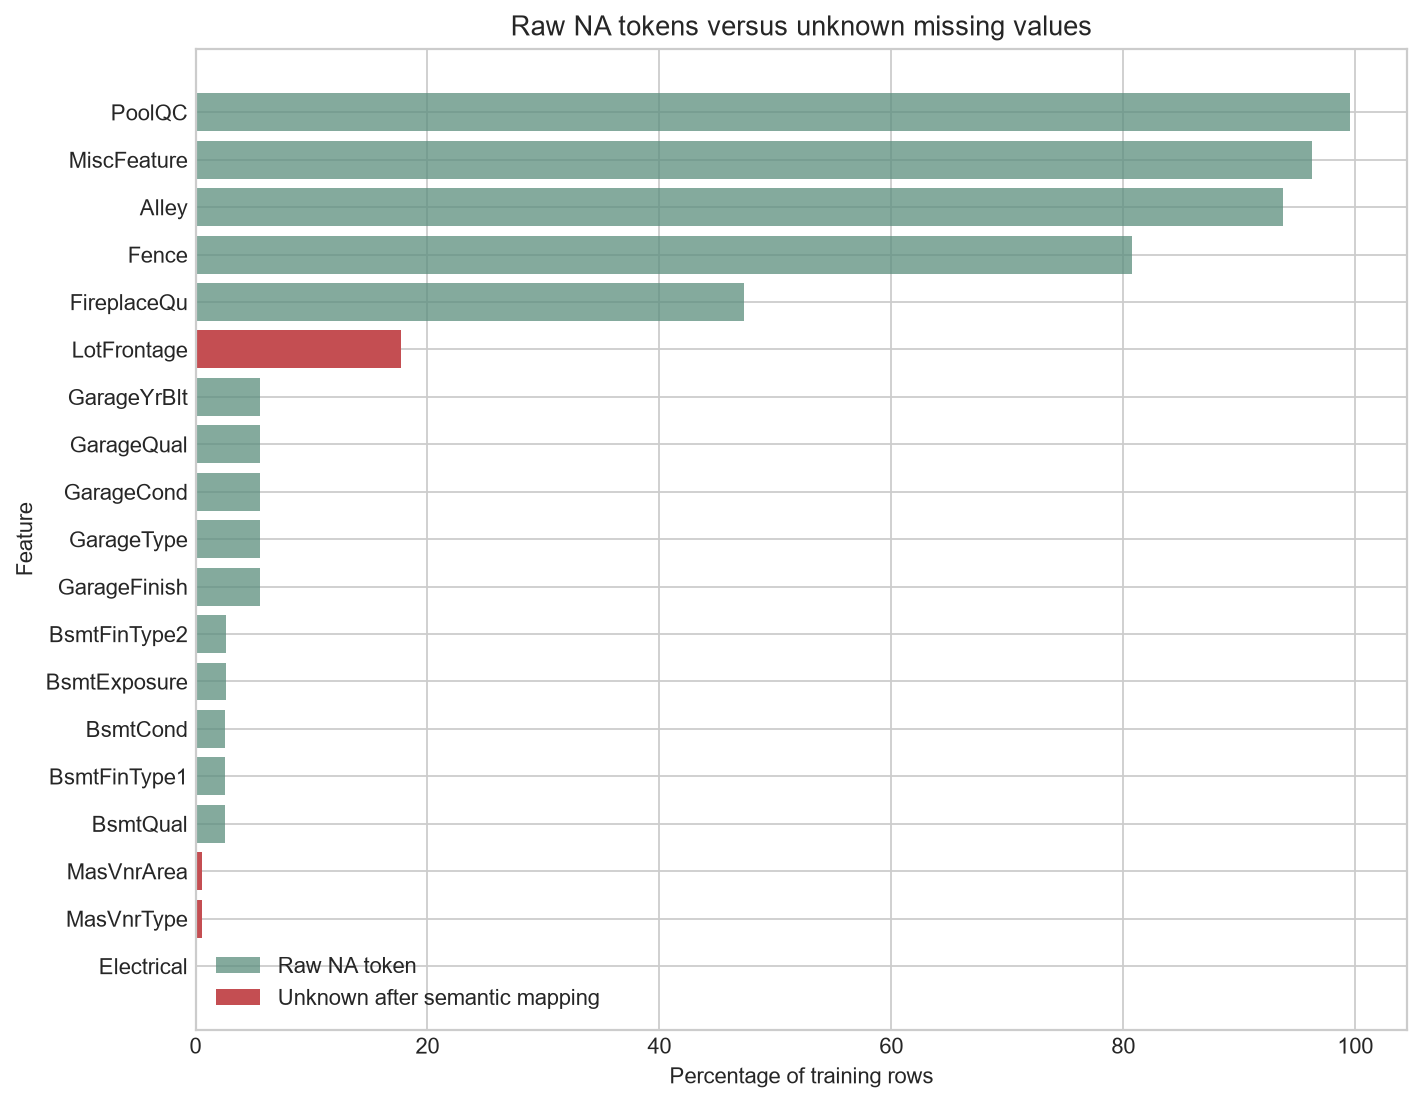 Raw NA tokens versus unknown missing values
Feature
PoolQC
MiscFeature
Alley
Fence
FireplaceQu
LotFrontage
GarageYrBlt
GarageQual
GarageCond
GarageType
GarageFinish
BsmtFinType2
BsmtExposure
BsmtCond
BsmtFinType1
BsmtQual
MasVnrArea
MasVnrType
Electrical
Raw NA token
Unknown after semantic mapping
0 20 40 60 80 100
Percentage of training rows